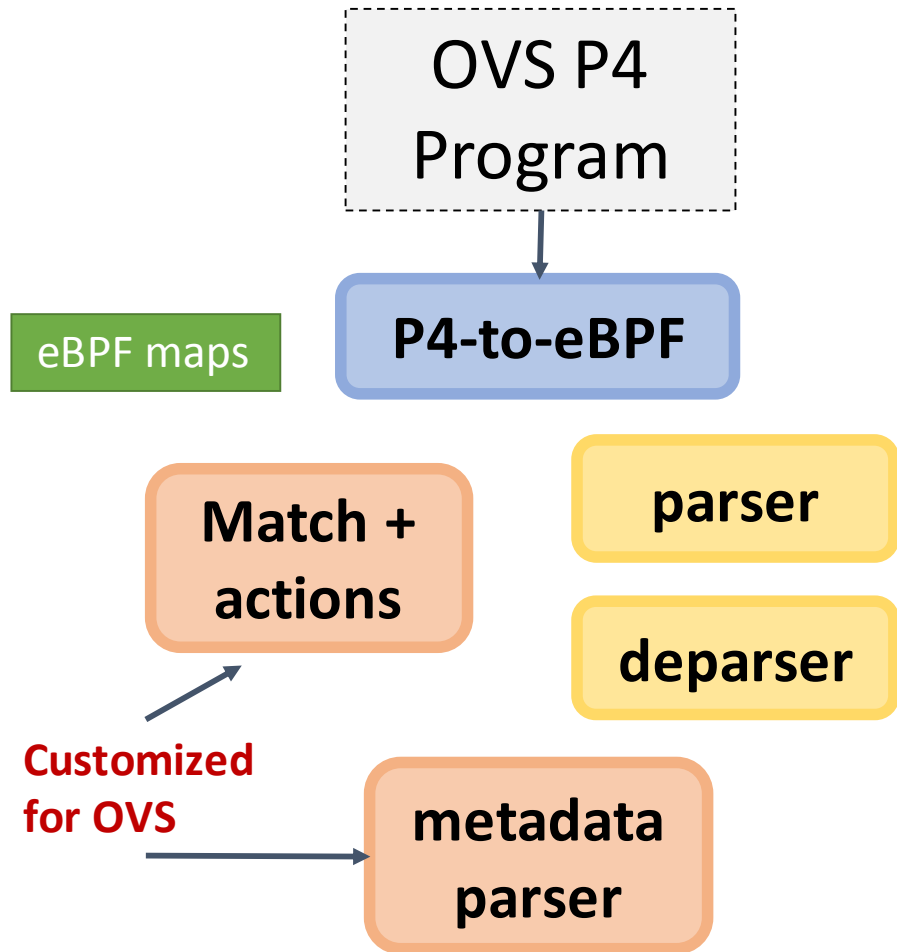 OVS P4
Program
P4-to-eBPF
eBPF maps
Match +
actions
parser
deparser
Customized
for OVS
metadata
parser